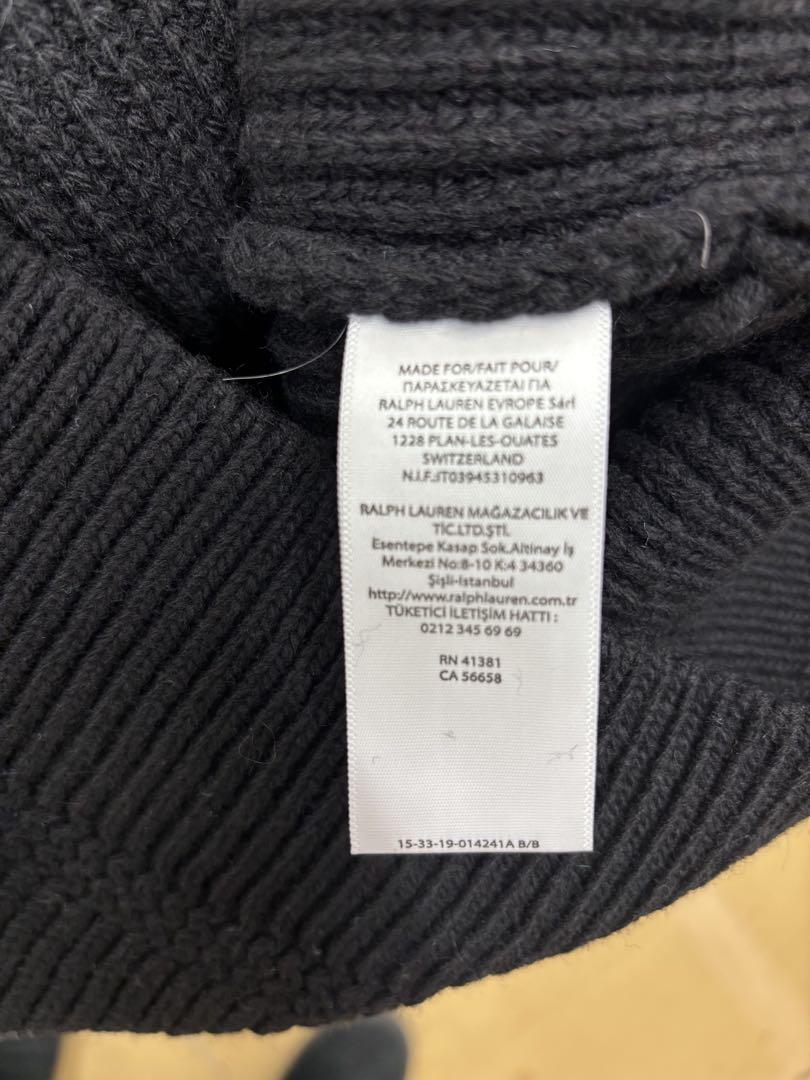 MADE FOR/FAIT POUR/
ΠΑΡΑΣΚΕΥΑΖΕΤΑΙ ΓΙΑ
RALPH LAUREN EVROPE Sárl
24 ROUTE DE LA GALAISE
1228 PLAN-LES-OUATES
SWITZERLAND
N.I.F.:IT03945310963
RALPH LAUREN MAĞAZACILIK VE
TİC.LTD.ŞTİ.
Esentepe Kasap Sok.Altinay İş
Merkezi No:8-10 K:4 34360
Şişli-İstanbul
http://www.ralphlauren.com.tr
TÜKETİCİ İLETİŞİM HATTI :
0212 345 69 69
RN 41381
CA 56658
15-33-19-014241A B/B